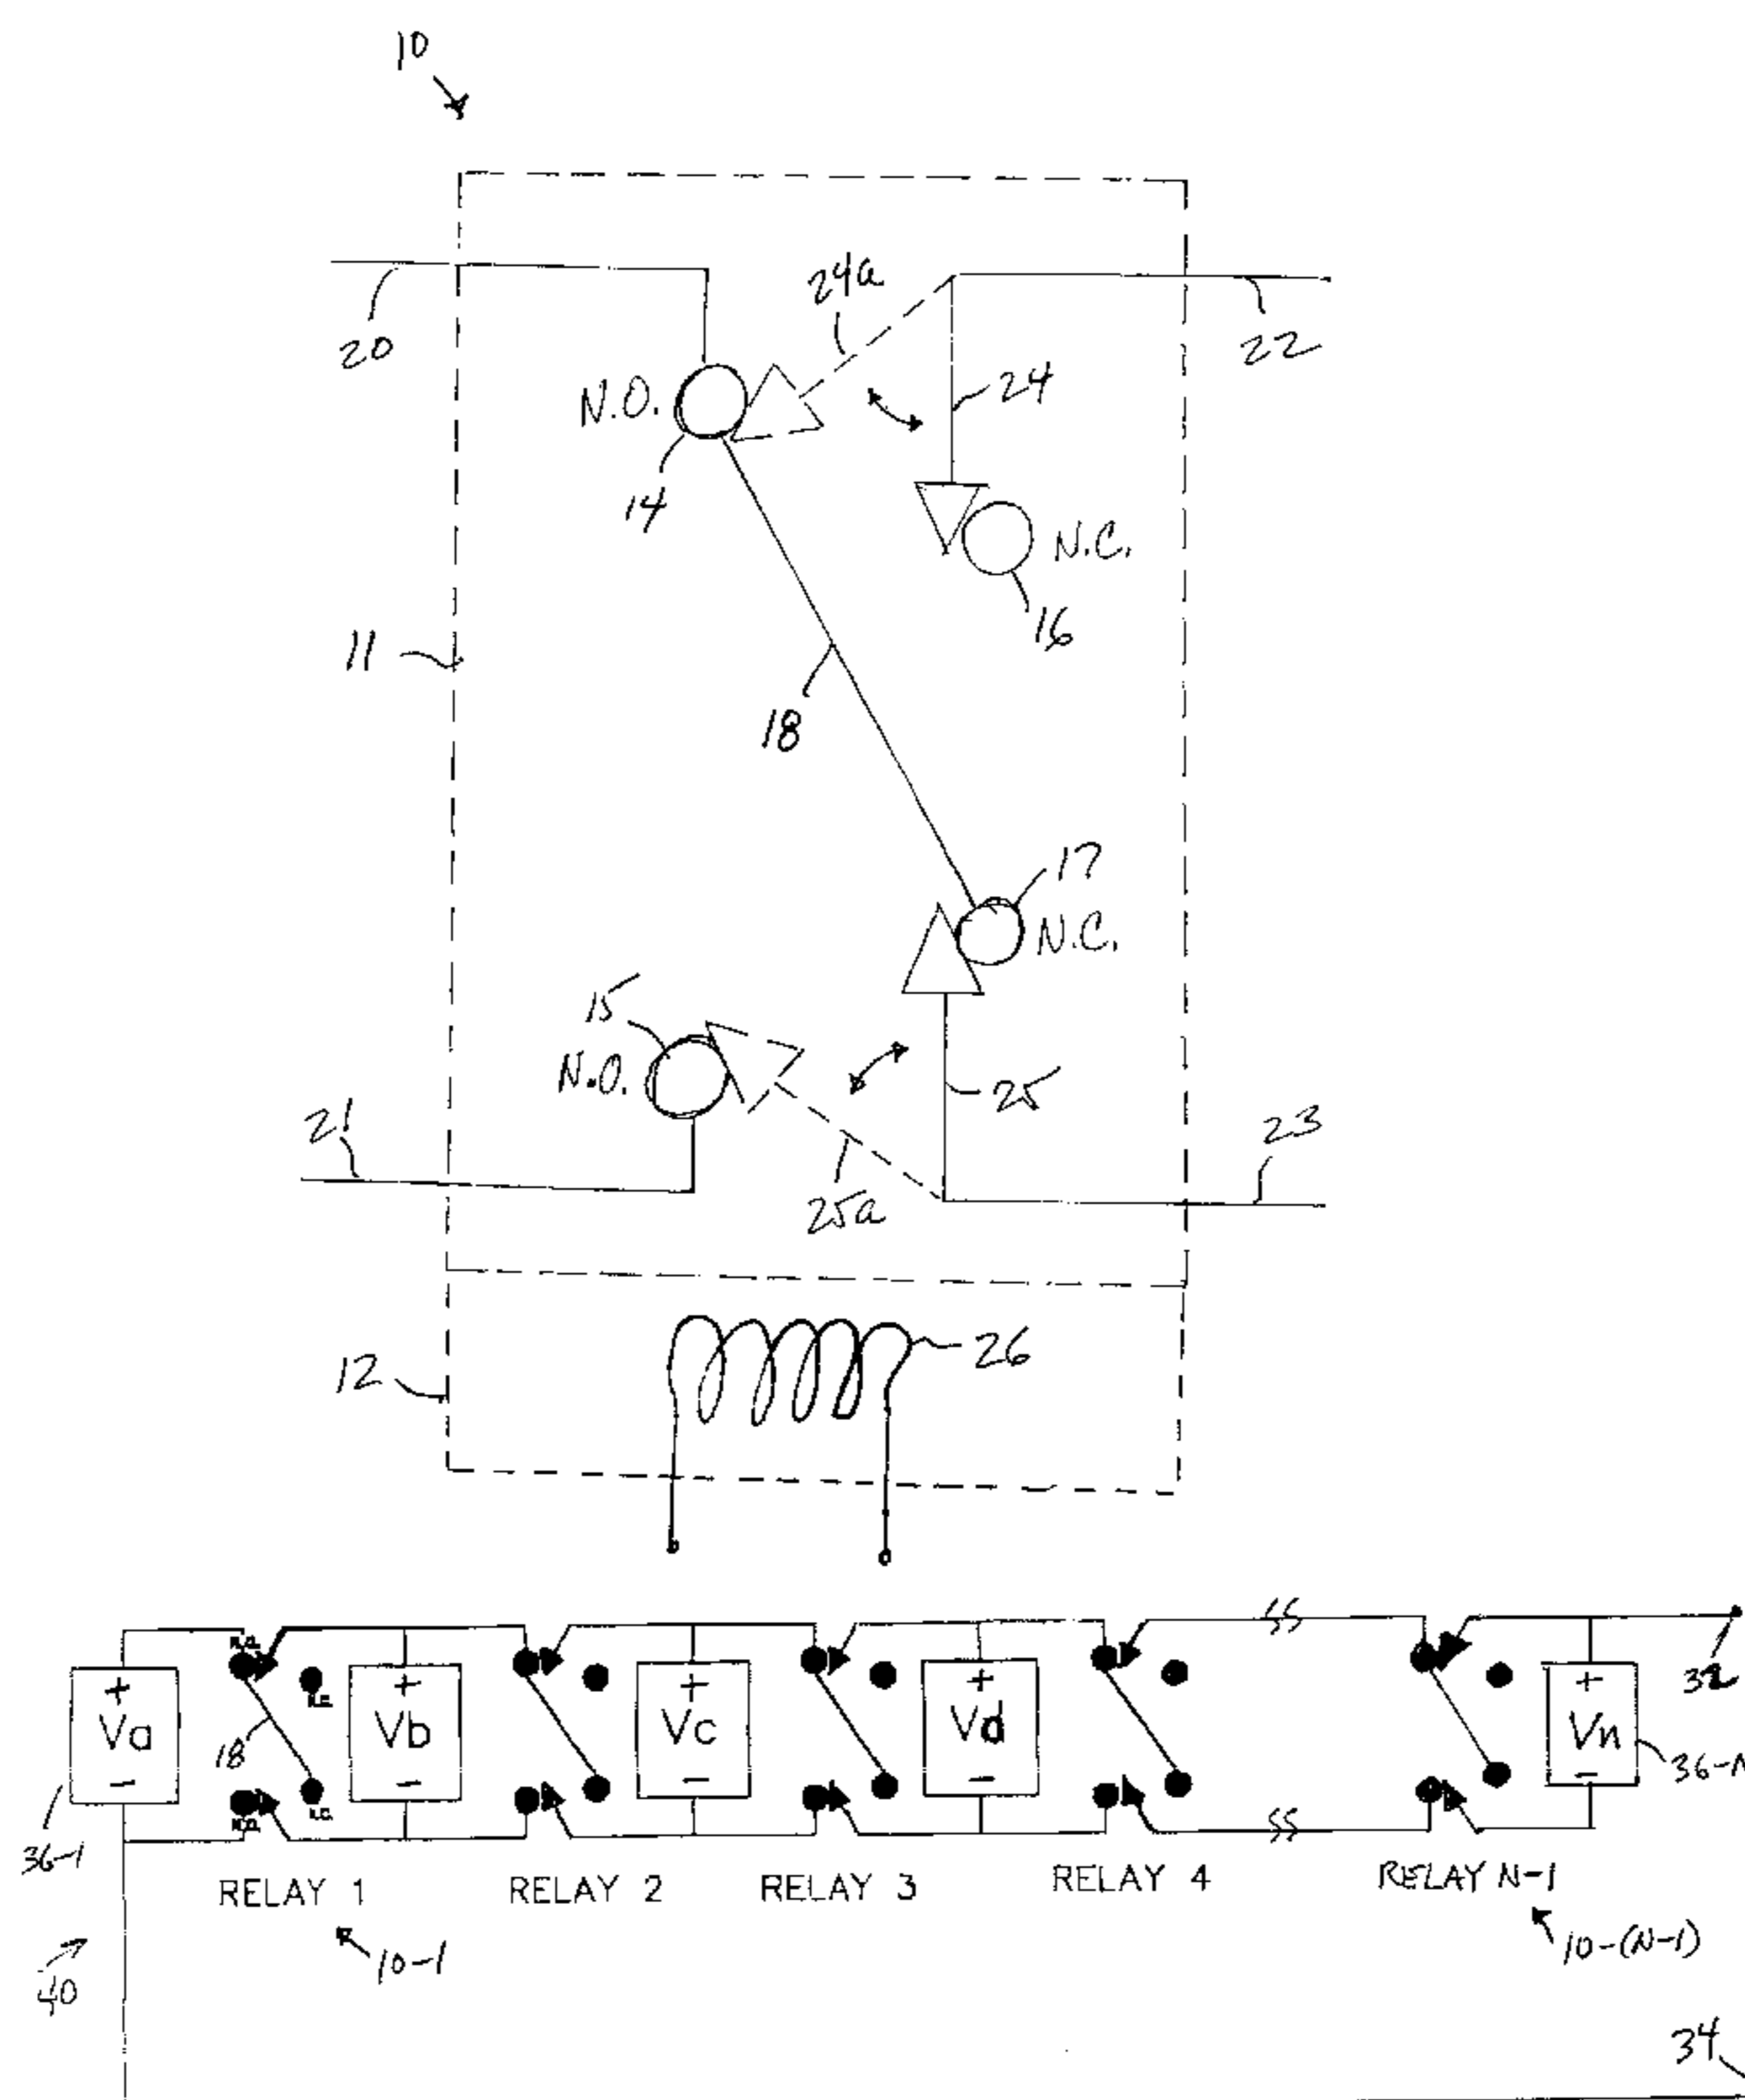 10
20
24a
22
N.O.
24
14
N.C.
16
11
18
17
N.C.
15
N.O.
25
21
23
25a
12
26
N.O.
N.C.
+ + + + +
Va Vb Vc Vd Vn
- - - - -
32
18
36-N
N.O.
N.C.
36-1
RELAY 1 RELAY 2 RELAY 3 RELAY 4 RELAY N-1
10-1
10-(N-1)
40
34